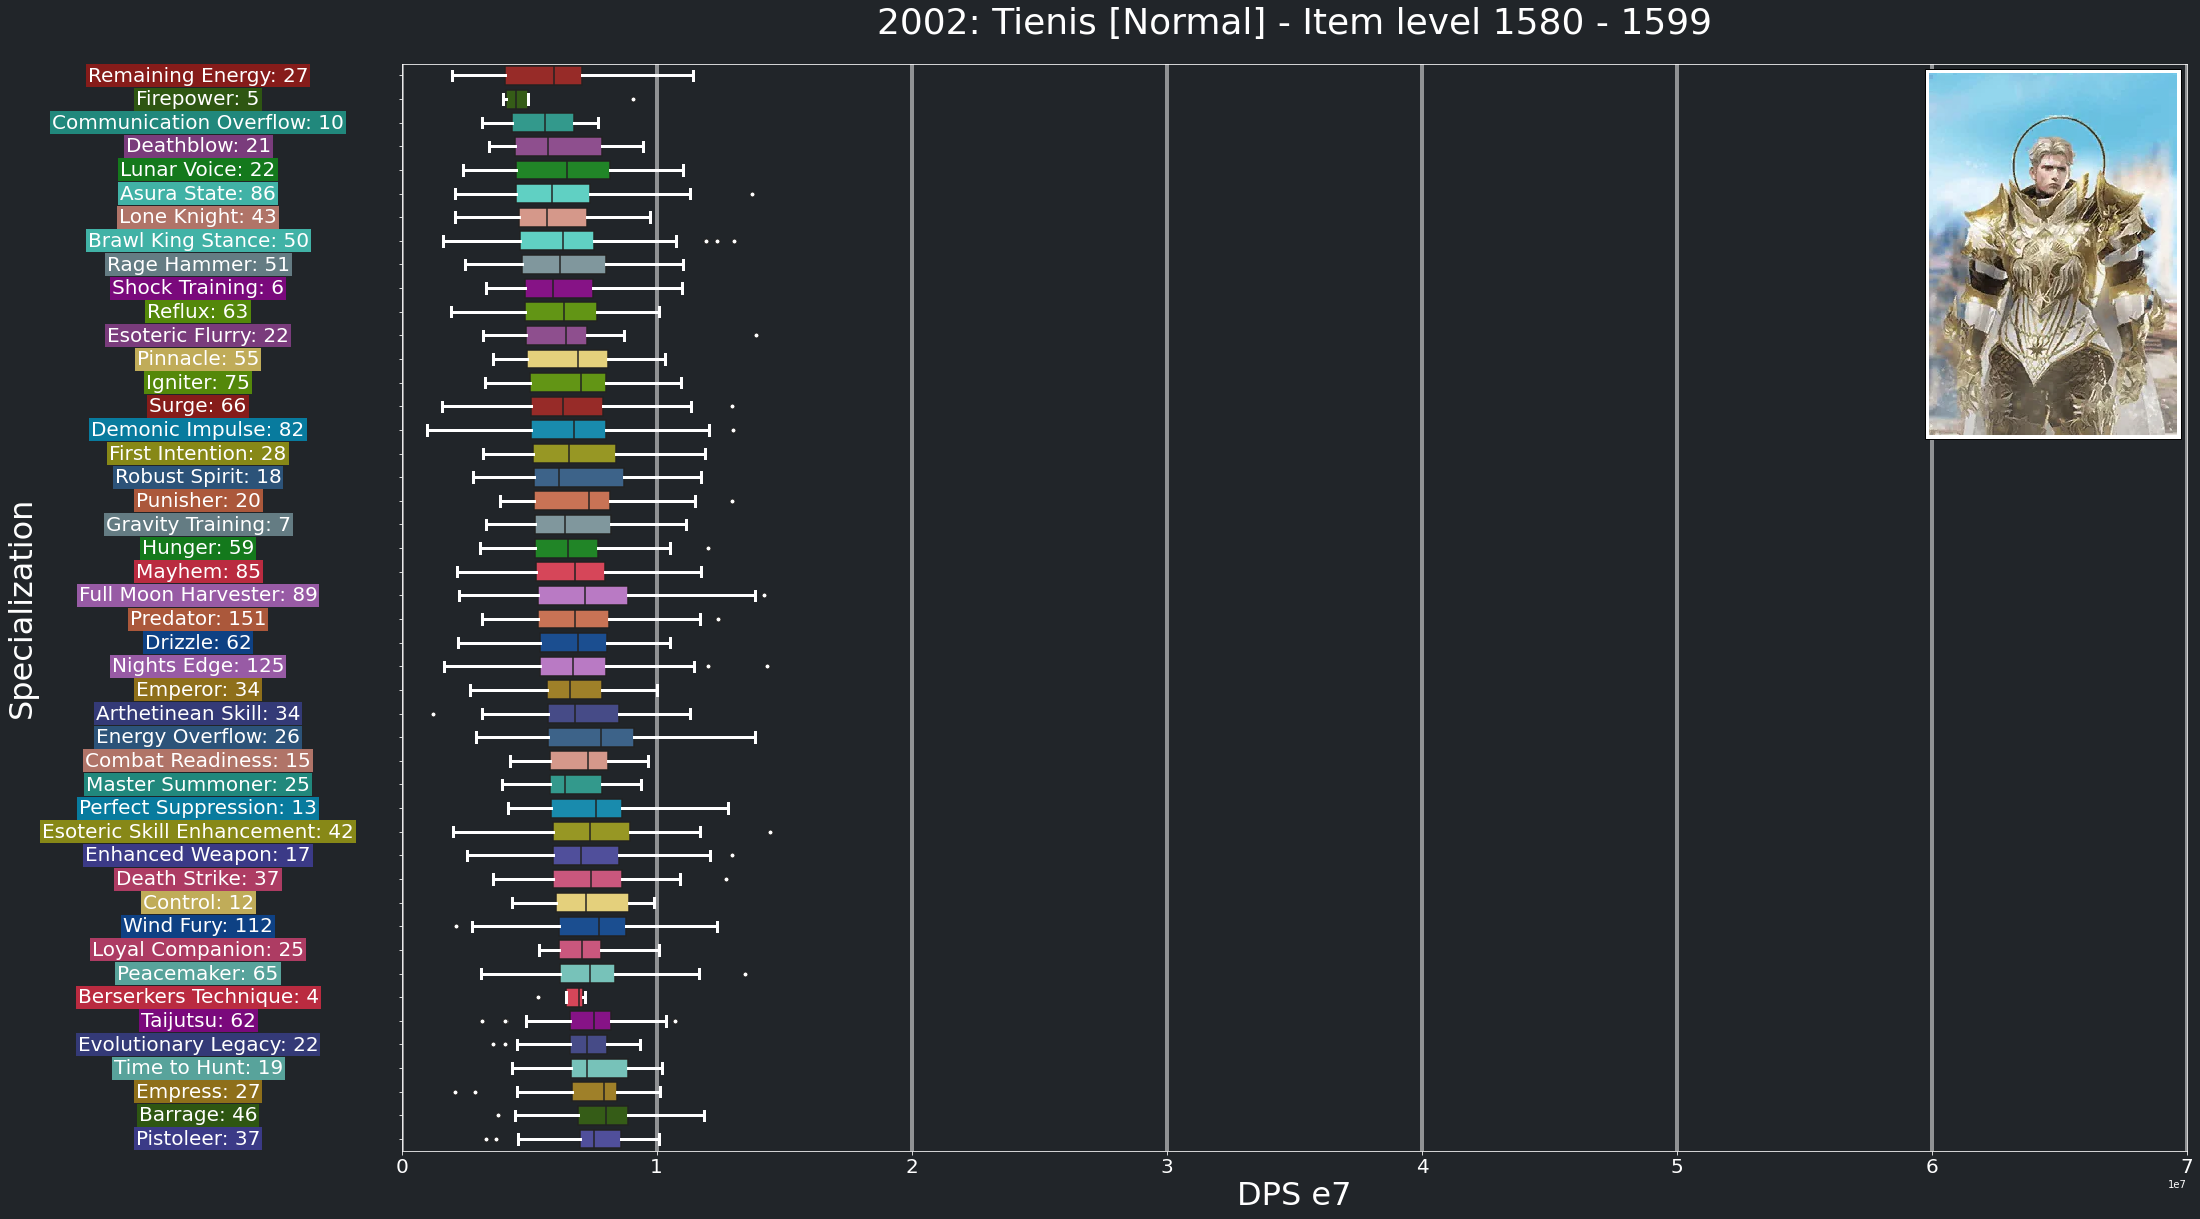 2002: Tienis [Normal] - Item level 1580 - 1599
Remaining Energy: 27
Firepower: 5
Communication Overflow: 10
Deathblow: 21
Lunar Voice: 22
Asura State: 86
Lone Knight: 43
Brawl King Stance: 50
Rage Hammer: 51
Shock Training: 6
Reflux: 63
Esoteric Flurry: 22
Pinnacle: 55
Igniter: 75
Surge: 66
Demonic Impulse: 82
First Intention: 28
Robust Spirit: 18
Punisher: 20
Gravity Training: 7
Hunger: 59
Mayhem: 85
Full Moon Harvester: 89
Predator: 151
Drizzle: 62
Nights Edge: 125
Emperor: 34
Arthetinean Skill: 34
Energy Overflow: 26
Combat Readiness: 15
Master Summoner: 25
Perfect Suppression: 13
Esoteric Skill Enhancement: 42
Enhanced Weapon: 17
Death Strike: 37
Control: 12
Wind Fury: 112
Loyal Companion: 25
Peacemaker: 65
Berserkers Technique: 4
Taijutsu: 62
Evolutionary Legacy: 22
Time to Hunt: 19
Empress: 27
Barrage: 46
Pistoleer: 37
Specialization
0 1 2 3 4 5 6 7
1e7
DPS e7